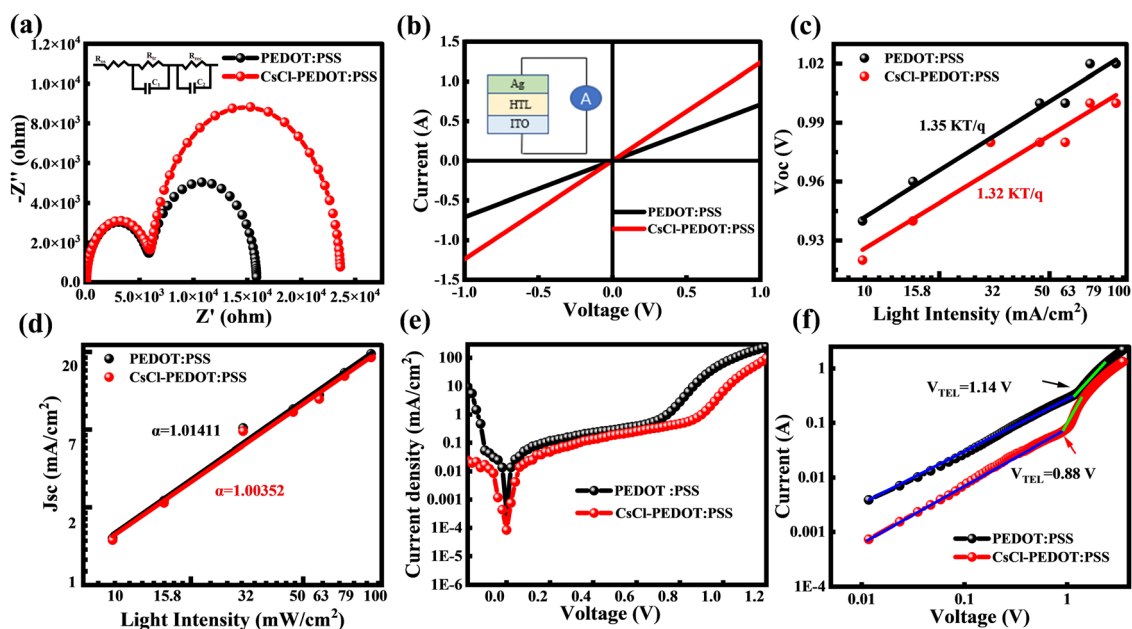 (a)
1.2×10⁴
1.0×10⁴
8.0×10³
6.0×10³
4.0×10³
2.0×10³
0.0
-Z'' (ohm)
0.0
5.0×10³
1.0×10⁴
1.5×10⁴
2.0×10⁴
2.5×10⁴
Z' (ohm)
PEDOT:PSS
CsCl-PEDOT:PSS
(b)
1.5
1.0
0.5
0.0
-0.5
-1.0
-1.5
Current (A)
-1.0
-0.5
0.0
0.5
1.0
Voltage (V)
Ag
HTL
ITO
A
PEDOT:PSS
CsCl-PEDOT:PSS
(c)
1.02
0.99
0.96
0.93
Voc (V)
10
15.8
32
50
63
79
100
Light Intensity (mA/cm²)
PEDOT:PSS
CsCl-PEDOT:PSS
1.35 KT/q
1.32 KT/q
(d)
20
7
2
1
Jsc (mA/cm²)
10
15.8
32
50
63
79
100
Light Intensity (mW/cm²)
PEDOT:PSS
CsCl-PEDOT:PSS
α=1.01411
α=1.00352
(e)
100
10
1
0.1
0.01
0.001
1E-4
1E-5
1E-6
Current density (mA/cm²)
0.0
0.2
0.4
0.6
0.8
1.0
1.2
Voltage (V)
PEDOT :PSS
CsCl-PEDOT:PSS
(f)
1
0.1
0.01
0.001
1E-4
Current (A)
0.01
0.1
1
Voltage (V)
V_TEL=1.14 V
V_TEL=0.88 V
PEDOT:PSS
CsCl-PEDOT:PSS